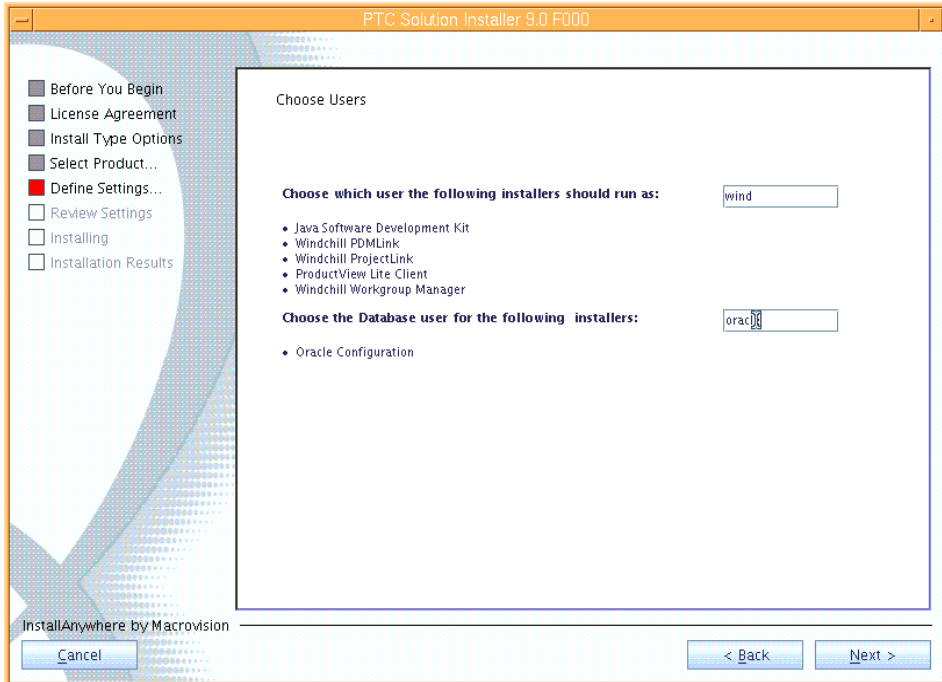 PTC Solution Installer 9.0 F000
Before You Begin
License Agreement
Install Type Options
Select Product...
Define Settings...
Review Settings
Installing
Installation Results
Choose Users
Choose which user the following installers should run as:
wind
• Java Software Development Kit
• Windchill PDMLink
• Windchill ProjectLink
• ProductView Lite Client
• Windchill Workgroup Manager
Choose the Database user for the following installers:
oracle
• Oracle Configuration
InstallAnywhere by Macrovision
Cancel
< Back
Next >